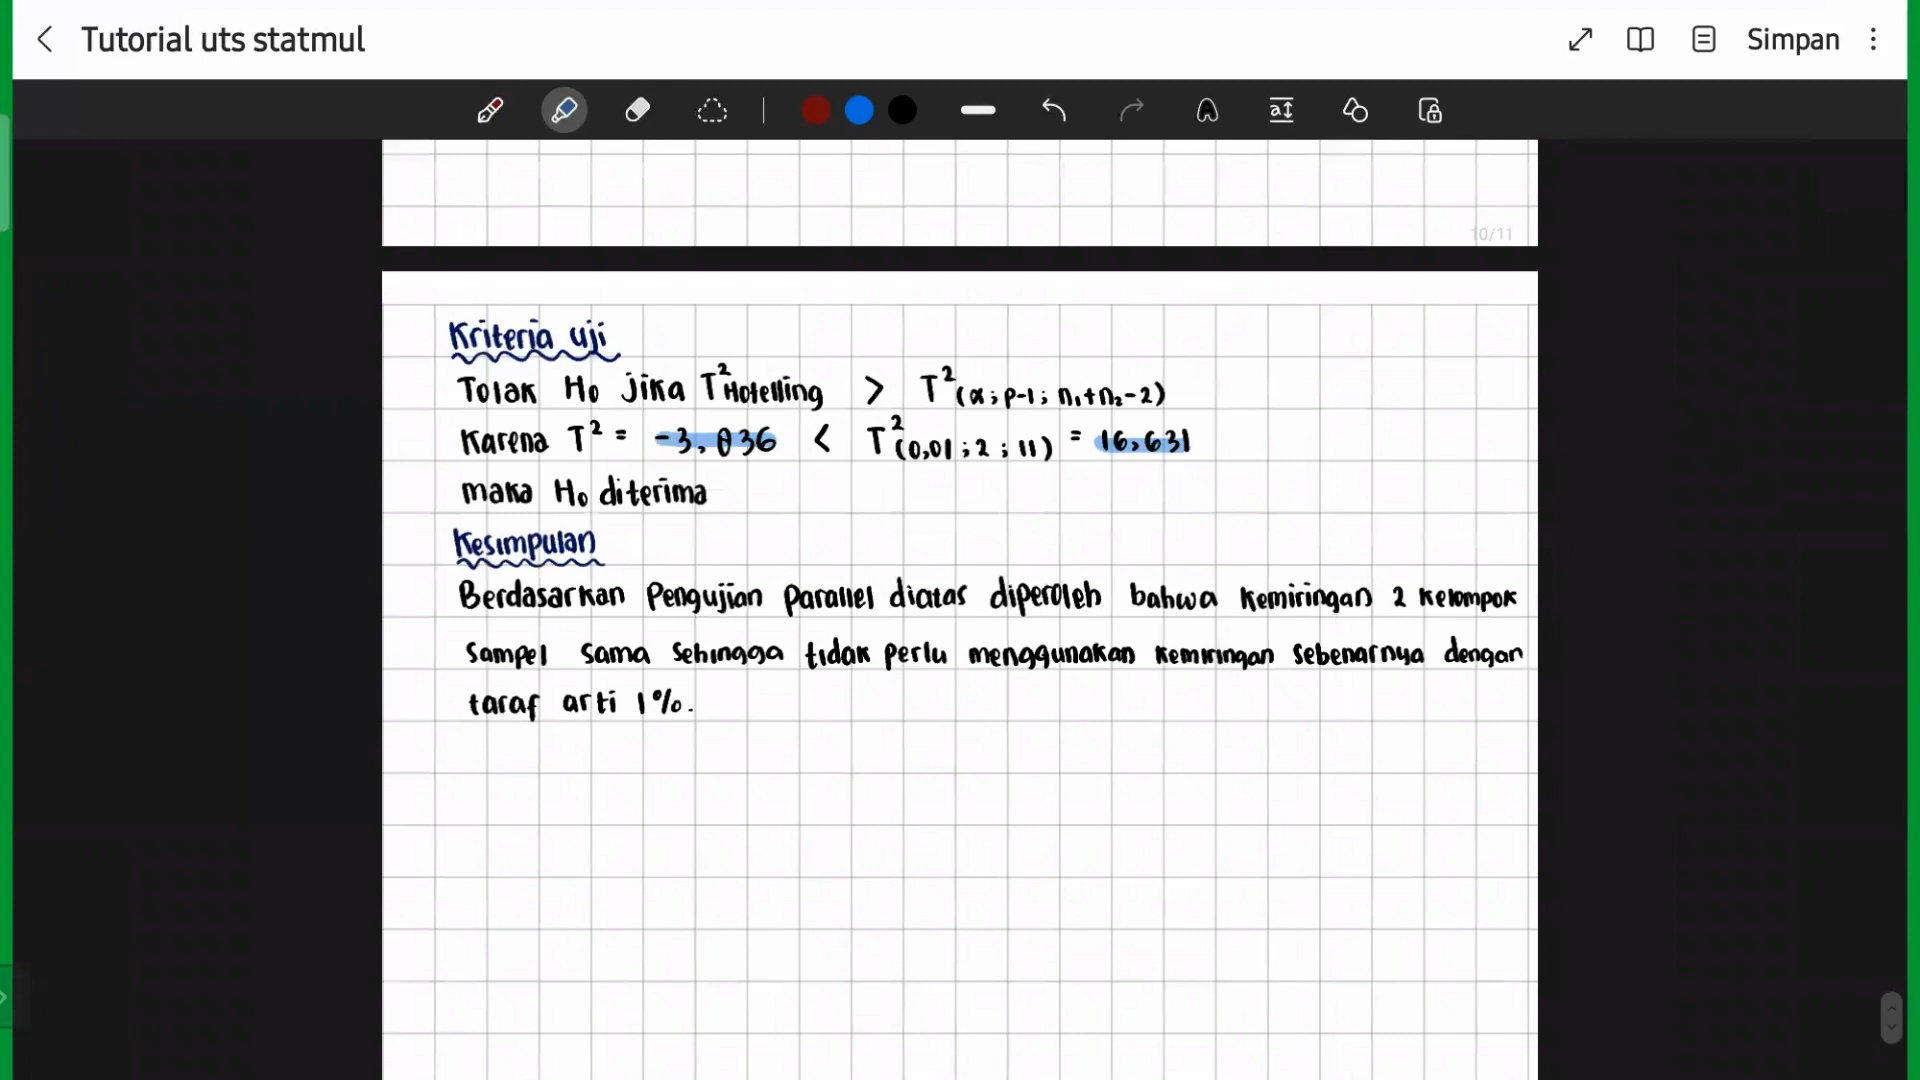 Tutorial uts statmul
Simpan
10/11
Kriteria uji
Tolak H₀ jika T²Hotelling > T²(α; p-1; n₁+n₂-2)
Karena T² = -3,836 < T²(0,01; 2; 11) = 16,631
maka H₀ diterima
Kesimpulan
Berdasarkan Pengujian Parallel diatas diperoleh bahwa kemiringan 2 kelompok
sampel sama sehingga tidak perlu menggunakan kemiringan sebenarnya dengan
taraf arti 1%.